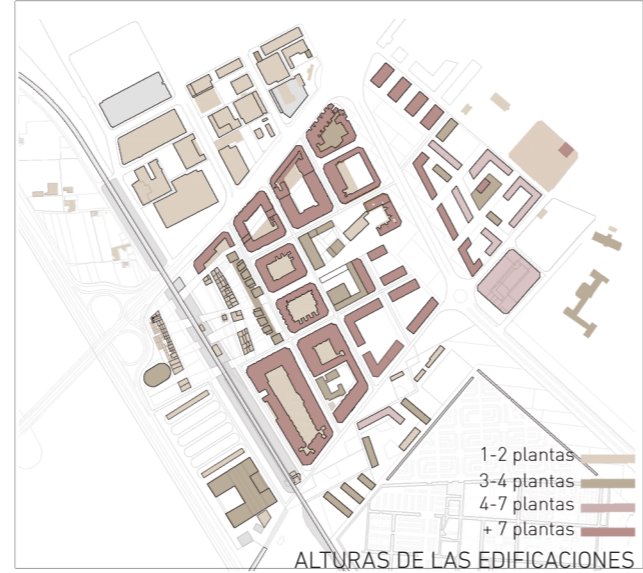 1-2 plantas
3-4 plantas
4-7 plantas
+ 7 plantas
ALTURAS DE LAS EDIFICACIONES